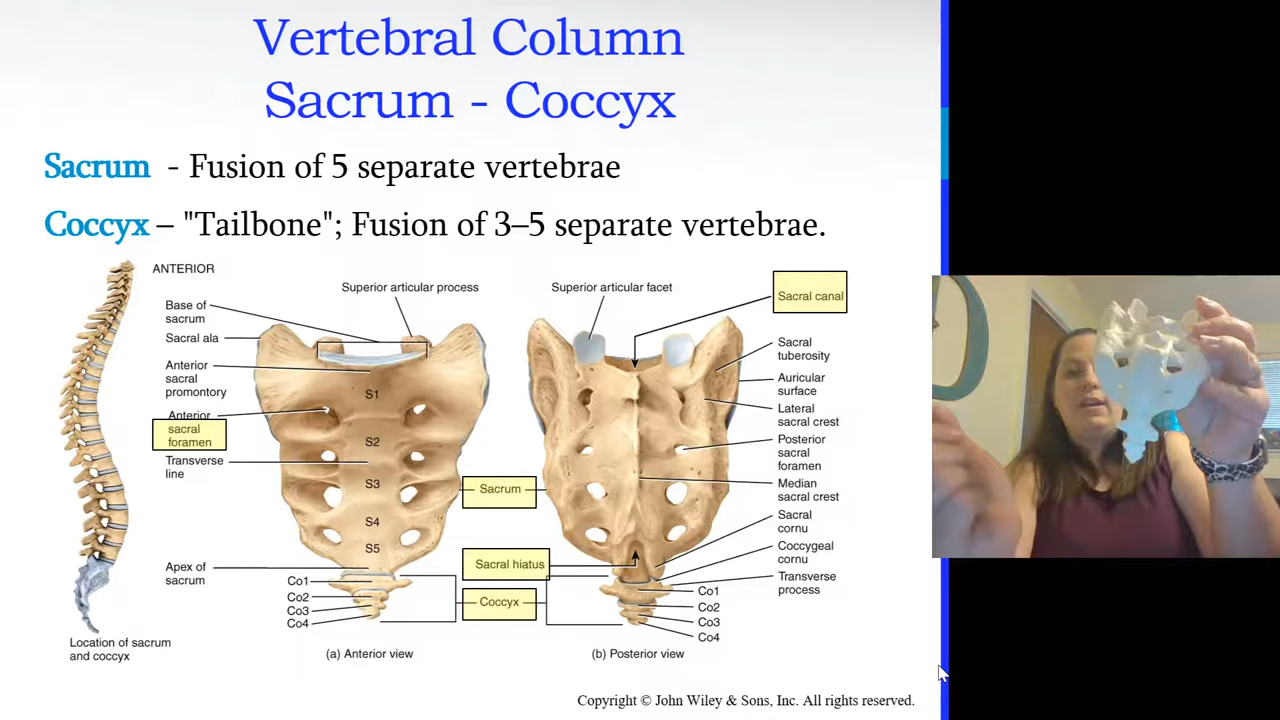 Vertebral Column
Sacrum - Coccyx
Sacrum - Fusion of 5 separate vertebrae
Coccyx – "Tailbone"; Fusion of 3–5 separate vertebrae.
ANTERIOR
Location of sacrum
and coccyx
Superior articular process
Base of
sacrum
Sacral ala
Anterior
sacral
promontory
Anterior
sacral
foramen
Transverse
line
Apex of
sacrum
S1
S2
S3
S4
S5
Co1
Co2
Co3
Co4
(a) Anterior view
Sacrum
Sacral hiatus
Coccyx
Superior articular facet
Sacral canal
Sacral
tuberosity
Auricular
surface
Lateral
sacral crest
Posterior
sacral
foramen
Median
sacral crest
Sacral
cornu
Coccygeal
cornu
Transverse
process
Co1
Co2
Co3
Co4
(b) Posterior view
Copyright © John Wiley & Sons, Inc. All rights reserved.